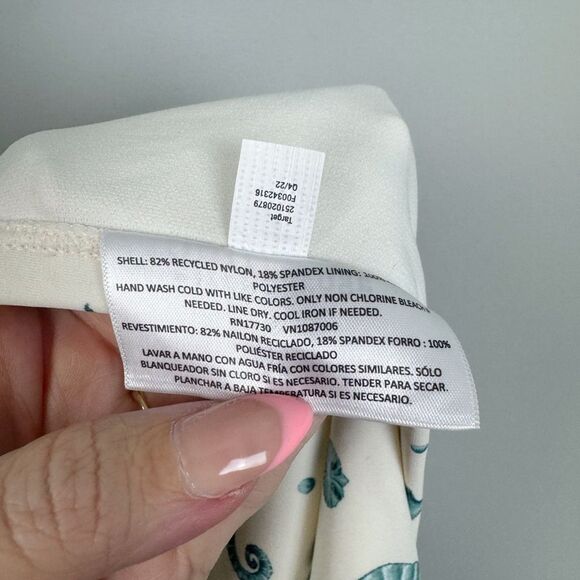 Target
251020879
F00342316
Q4/22
SHELL: 82% RECYCLED NYLON, 18% SPANDEX LINING:
POLYESTER
HAND WASH COLD WITH LIKE COLORS. ONLY NON CHLORINE BLEACH
NEEDED. LINE DRY. COOL IRON IF NEEDED.
RN17730 VN1087006
REVESTIMIENTO: 82% NAILON RECICLADO, 18% SPANDEX FORRO : 100%
POLIÉSTER RECICLADO
LAVAR A MANO CON AGUA FRÍA CON COLORES SIMILARES. SÓLO
BLANQUEADOR SIN CLORO SI ES NECESARIO. TENDER PARA SECAR.
PLANCHAR A BAJA TEMPERATURA SI ES NECESARIO.